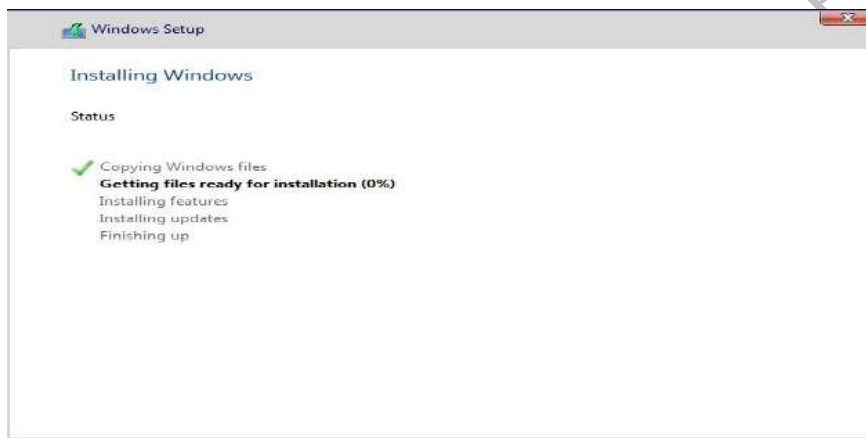 Windows Setup
Installing Windows
Status
Copying Windows files
Getting files ready for installation (0%)
Installing features
Installing updates
Finishing up